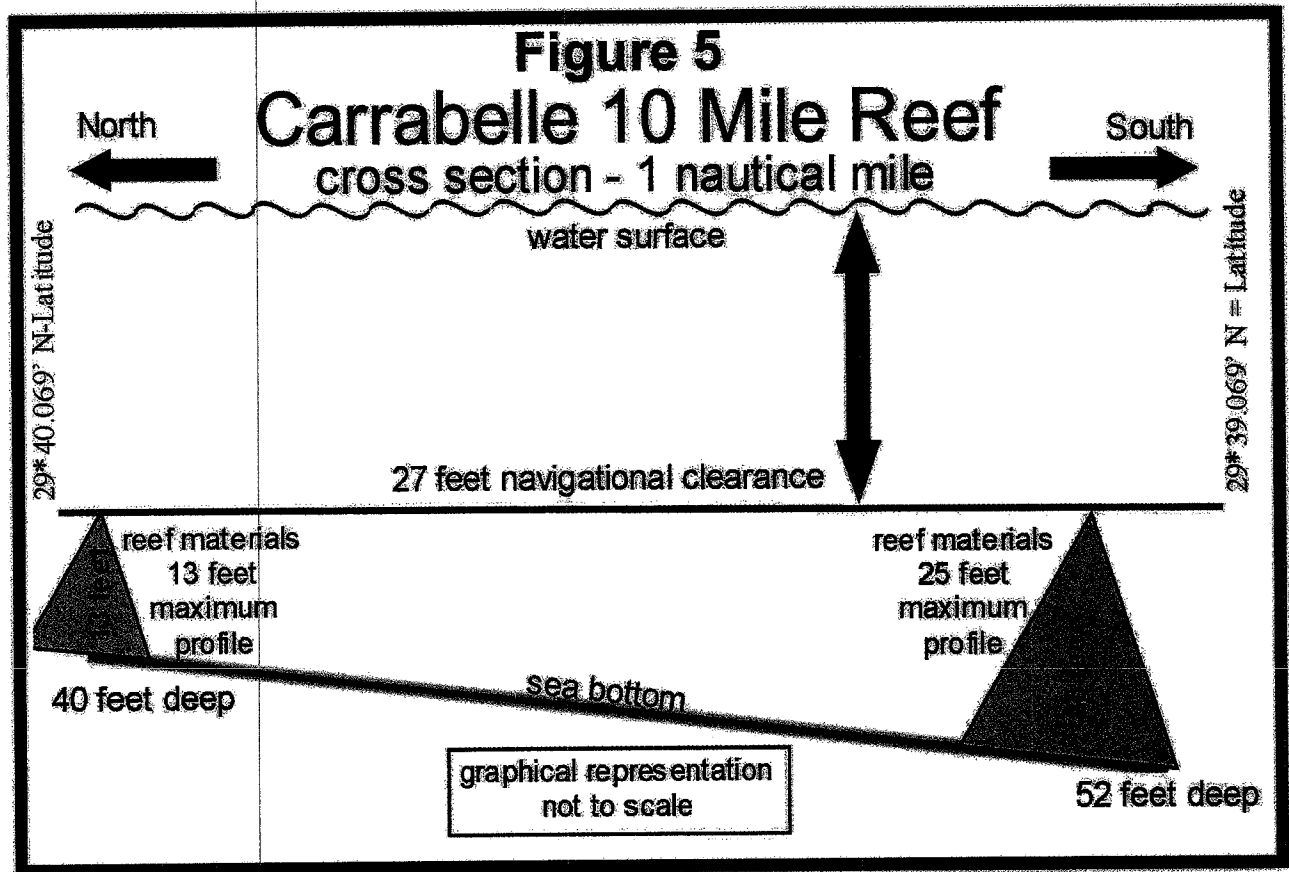 Figure 5
Carrabelle 10 Mile Reef
cross section - 1 nautical mile
North
South
water surface
29*40.069' N-Latitude
29*39.069' N = Latitude
27 feet navigational clearance
reef materials
13 feet
maximum
profile
13 feet
reef materials
25 feet
maximum
profile
40 feet deep
sea bottom
52 feet deep
graphical representation
not to scale